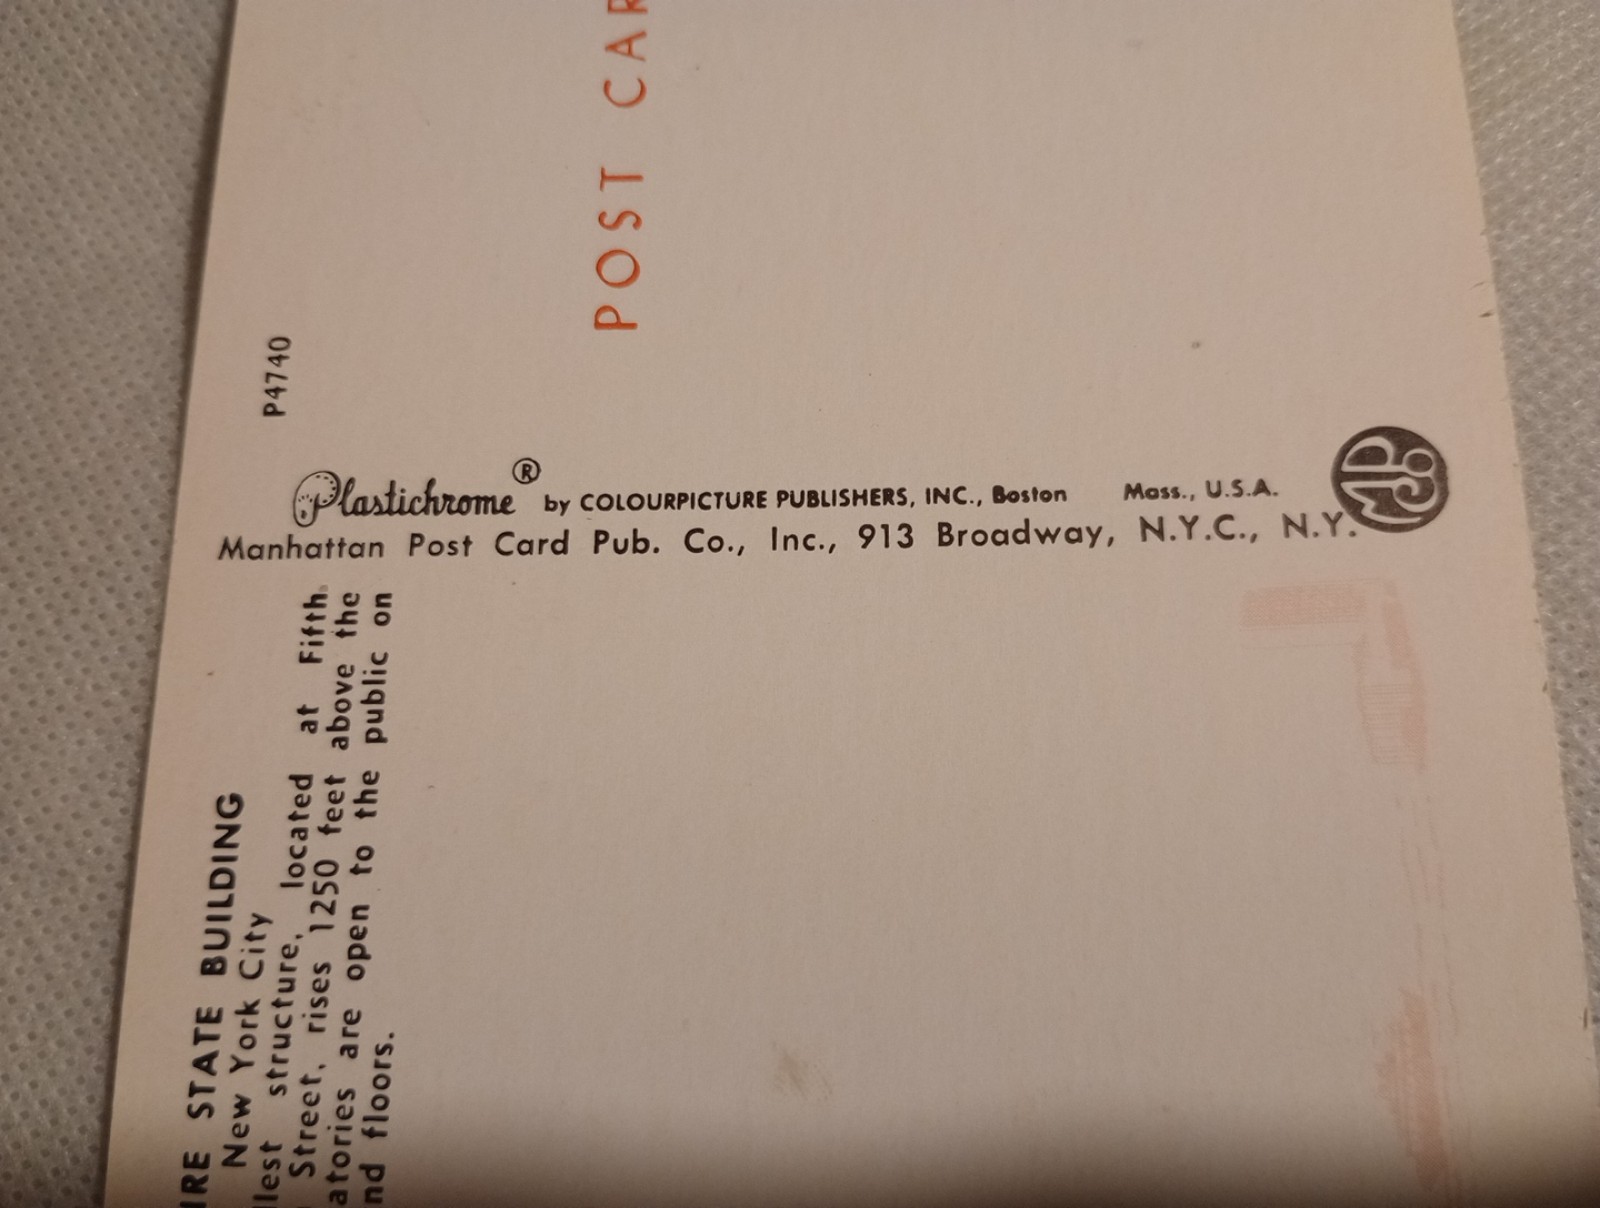 POST CAR
P4740
Plastichrome® by COLOURPICTURE PUBLISHERS, INC., Boston Mass., U.S.A.
Manhattan Post Card Pub. Co., Inc., 913 Broadway, N.Y.C., N.Y.
IRE STATE BUILDING
New York City
lest structure, located at Fifth
Street, rises 1250 feet above the
atories are open to the public on
nd floors.